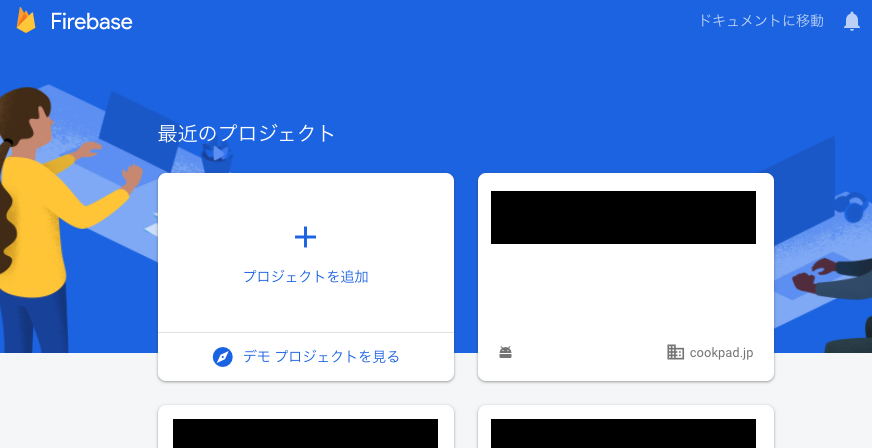 Firebase
ドキュメントに移動
最近のプロジェクト
プロジェクトを追加
デモ プロジェクトを見る
cookpad.jp